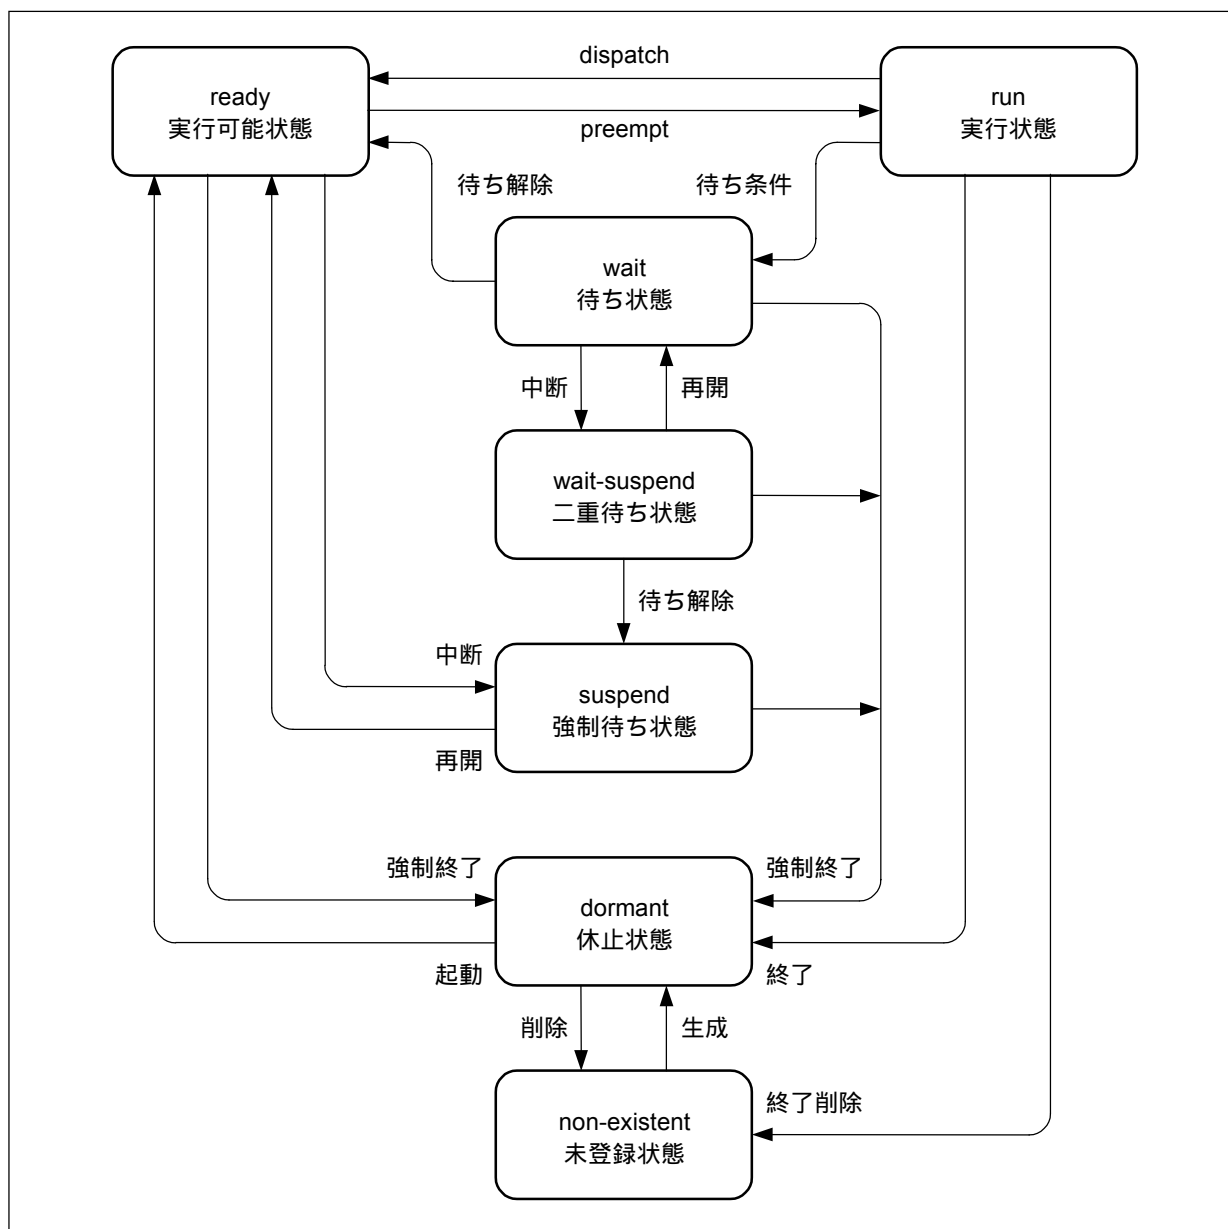 dispatch
ready
実行可能状態
run
実行状態
preempt
待ち解除
待ち条件
wait
待ち状態
中断
再開
wait-suspend
二重待ち状態
待ち解除
中断
suspend
強制待ち状態
再開
強制終了
強制終了
dormant
休止状態
起動
終了
削除
生成
non-existent
未登録状態
終了削除